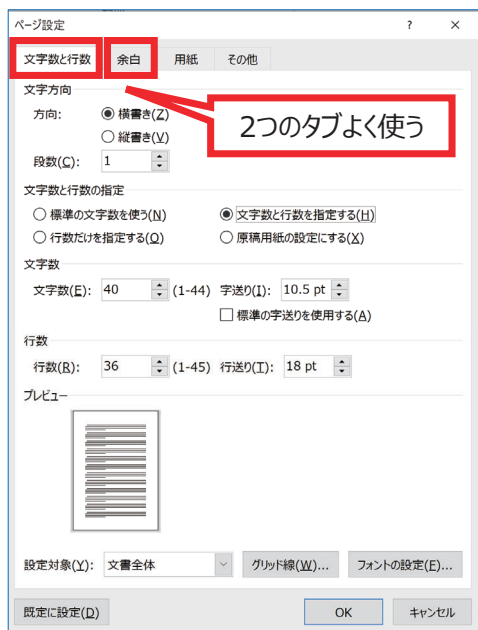 ページ設定 ? ×
文字数と行数 余白 用紙 その他
文字方向
方向: 横書き(Z)
縦書き(V)
2つのタブよく使う
段数(C): 1
文字数と行数の指定
標準の文字数を使う(N) 文字数と行数を指定する(H)
行数だけを指定する(O) 原稿用紙の設定にする(X)
文字数
文字数(E): 40 (1-44) 字送り(I): 10.5 pt
標準の字送りを使用する(A)
行数
行数(R): 36 (1-45) 行送り(T): 18 pt
プレビュー
設定対象(Y): 文書全体 グリッド線(W)... フォントの設定(F)...
既定に設定(D) OK キャンセル